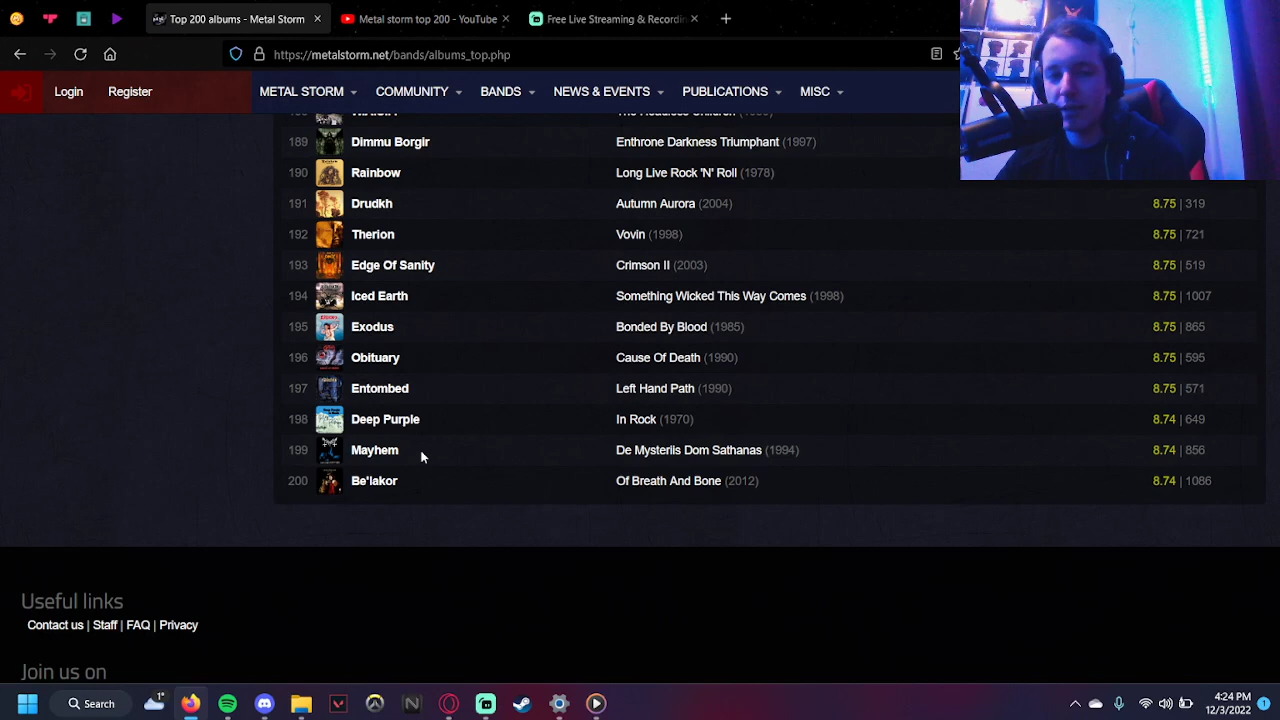 Top 200 albums - Metal Storm
Metal storm top 200 - YouTube
Free Live Streaming & Recordin
https://metalstorm.net/bands/albums_top.php
Login
Register
METAL STORM
COMMUNITY
BANDS
NEWS & EVENTS
PUBLICATIONS
MISC
189 Dimmu Borgir Enthrone Darkness Triumphant (1997)
190 Rainbow Long Live Rock 'N' Roll (1978)
191 Drudkh Autumn Aurora (2004) 8.75 | 319
192 Therion Vovin (1998) 8.75 | 721
193 Edge Of Sanity Crimson II (2003) 8.75 | 519
194 Iced Earth Something Wicked This Way Comes (1998) 8.75 | 1007
195 Exodus Bonded By Blood (1985) 8.75
196 Obituary Cause Of Death (1990) 8.75 | 595
197 Entombed Left Hand Path (1990) 8.75 | 571
198 Deep Purple In Rock (1970) 8.74 | 649
199 Mayhem De Mysteriis Dom Sathanas (1994) 8.74 | 856
200 Be'lakor Of Breath And Bone (2012) 8.74 | 1086
Useful links
Contact us | Staff | FAQ | Privacy
Join us on
1°
Search
4:24 PM
12/3/2022
1